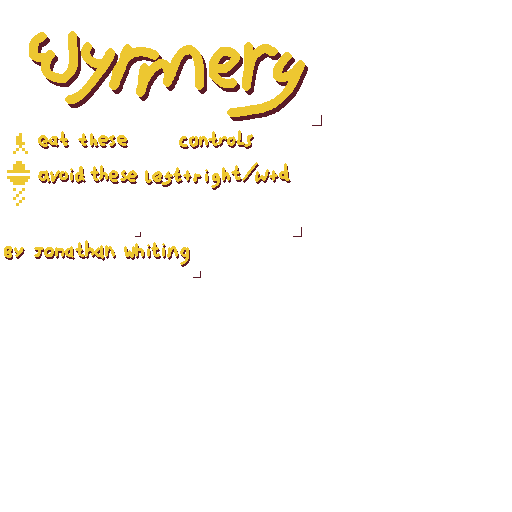 wyrmery
eat these controls
avoid these left+right/w+d
By Jonathan whiting